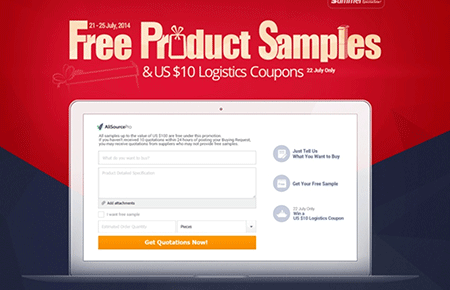 Summer
21 - 25 July, 2014
Free Product Samples
& US $10 Logistics Coupons 22 July Only
AliSourcePro
All samples up to the value of US $100 are free under this promotion.
If you haven't received 10 quotations within 24 hours of posting your Buying Request,
you may receive quotations from suppliers who may not provide free samples.
What do you want to buy?
Product Detailed Specification
Add attachments
I want free sample
Estimated Order Quantity
Pieces
Get Quotations Now!
Just Tell Us
What You Want to Buy
Get Your Free Sample
22 July Only
Win a
US $10 Logistics Coupon